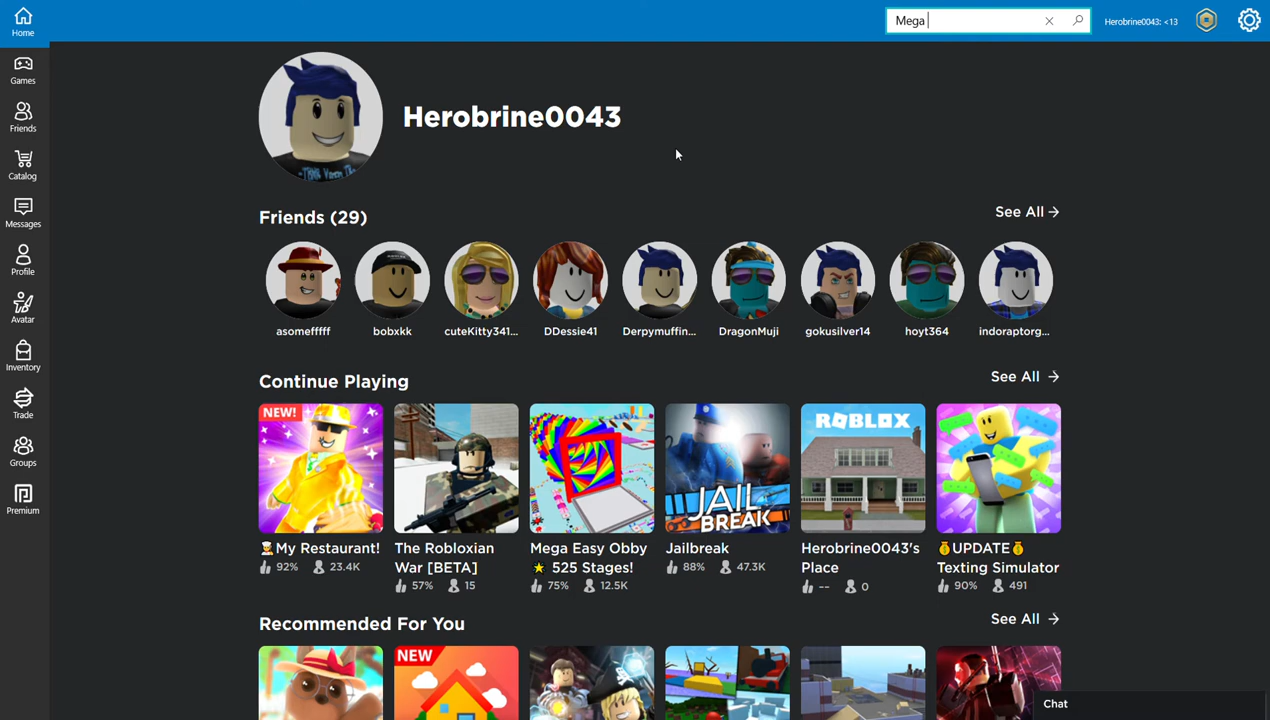 Home
Mega
Herobrine0043: <13
Games
Friends
Catalog
Messages
Profile
Avatar
Inventory
Trade
Groups
Premium
Herobrine0043
Friends (29)
See All →
asomefffff
bobxkk
cuteKitty341...
DDessie41
Derpymuffin...
DragonMuji
gokusilver14
hoyt364
indoraptorg...
Continue Playing
See All →
NEW!
JAIL
BREAK
ROBLOX
👨‍🍳My Restaurant!
92% 23.4K
The Robloxian
War [BETA]
57% 15
Mega Easy Obby
⭐ 525 Stages!
75% 12.5K
Jailbreak
88% 47.3K
Herobrine0043's
Place
-- 0
💰UPDATE💰
Texting Simulator
90% 491
Recommended For You
See All →
NEW
Chat